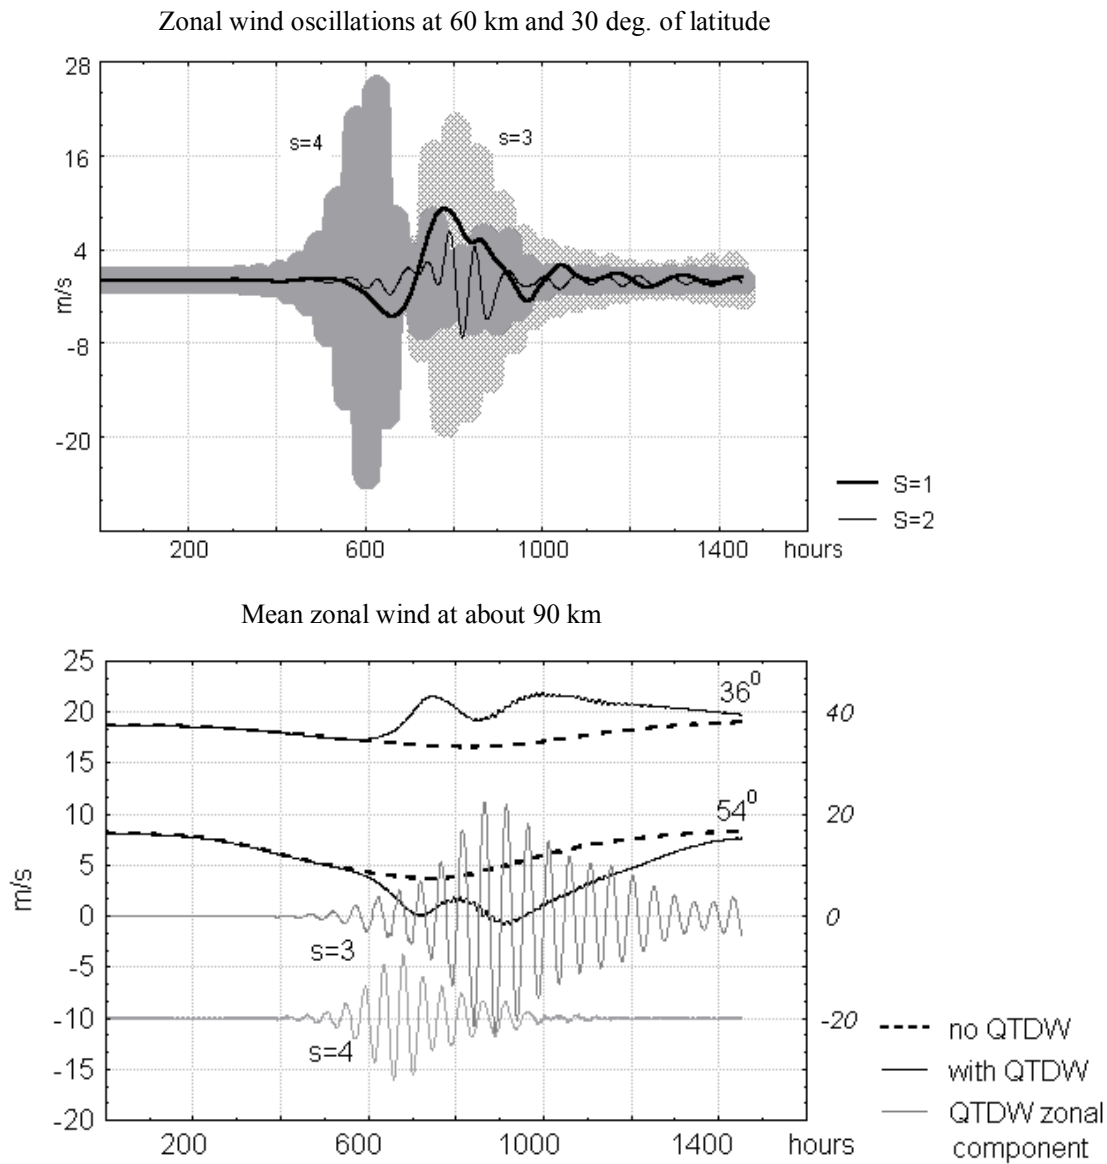 Zonal wind oscillations at 60 km and 30 deg. of latitude
28
16
4
-8
-20
m/s
s=4
s=3
S=1
S=2
200 600 1000 1400 hours
Mean zonal wind at about 90 km
25
20
15
10
5
0
-5
-10
-15
-20
m/s
36⁰
54⁰
40
20
0
-20
s=3
s=4
no QTDW
with QTDW
QTDW zonal
component
200 600 1000 1400 hours